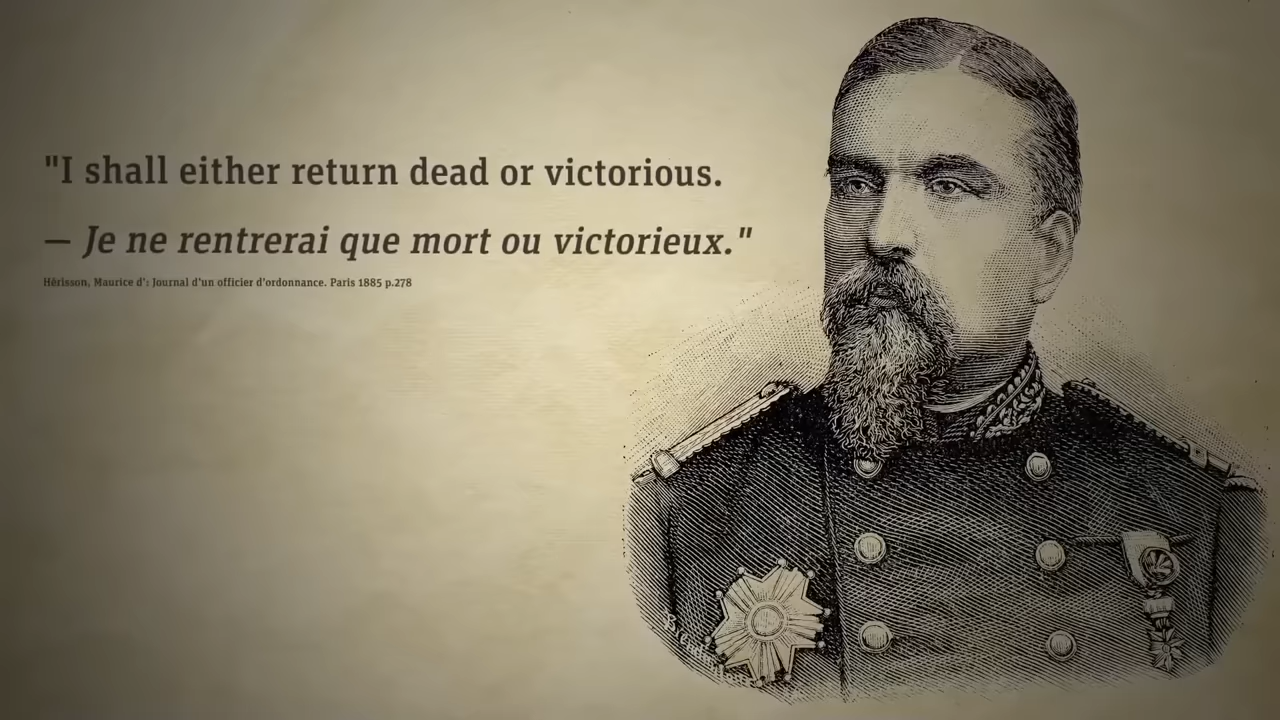 "I shall either return dead or victorious.
— Je ne rentrerai que mort ou victorieux."
Hérisson, Maurice d': Journal d'un officier d'ordonnance. Paris 1885 p.278